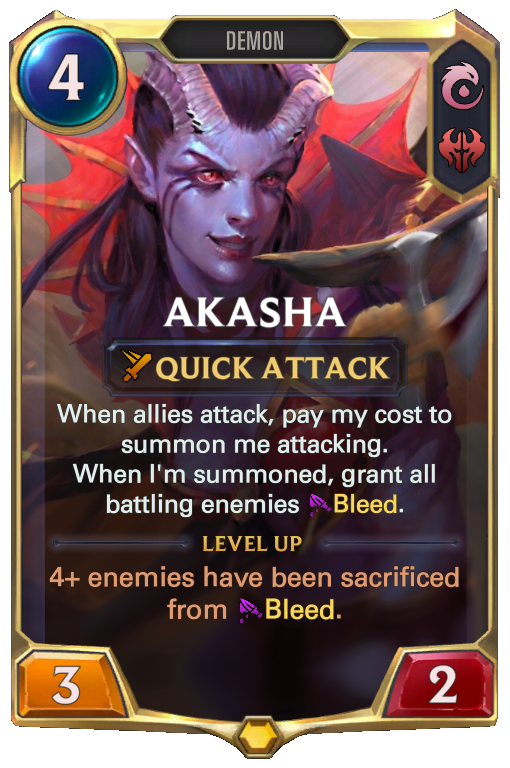 DEMON
4
AKASHA
QUICK ATTACK
When allies attack, pay my cost to
summon me attacking.
When I'm summoned, grant all
battling enemies Bleed.
LEVEL UP
4+ enemies have been sacrificed
from Bleed.
3
2